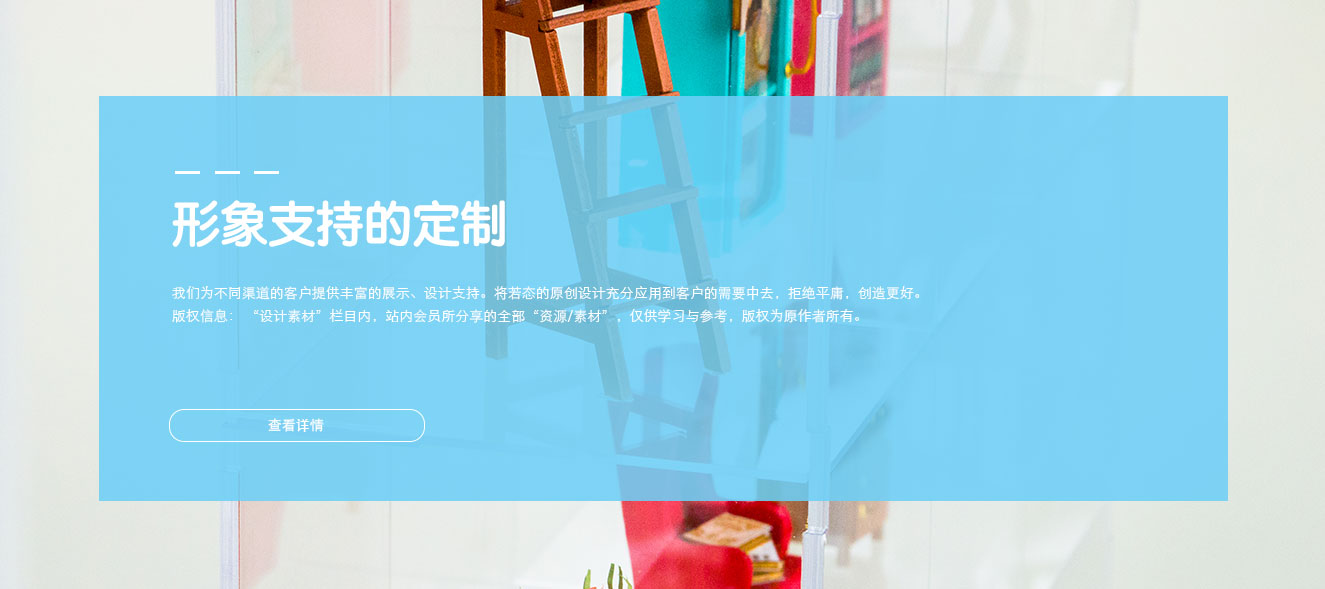 形象支持的定制
我们为不同渠道的客户提供丰富的展示、设计支持。将若态的原创设计充分应用到客户的需要中去，拒绝平庸，创造更好。
版权信息： “设计素材”栏目内，站内会员所分享的全部“资源/素材”，仅供学习与参考，版权为原作者所有。
查看详情